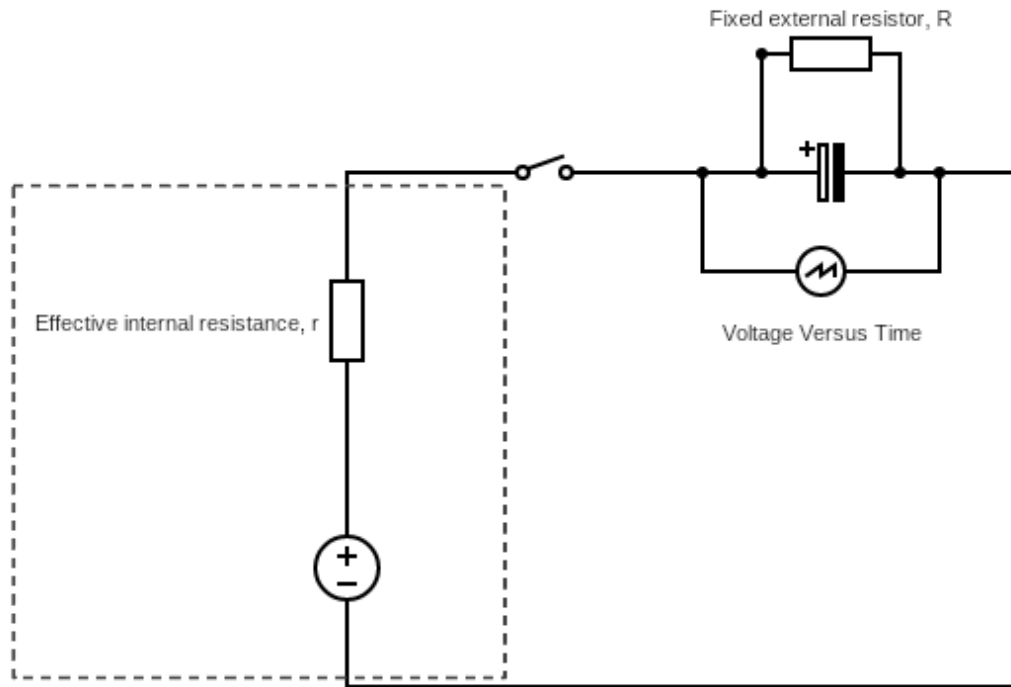 Fixed external resistor, R
+
Effective internal resistance, r
Voltage Versus Time
+
−